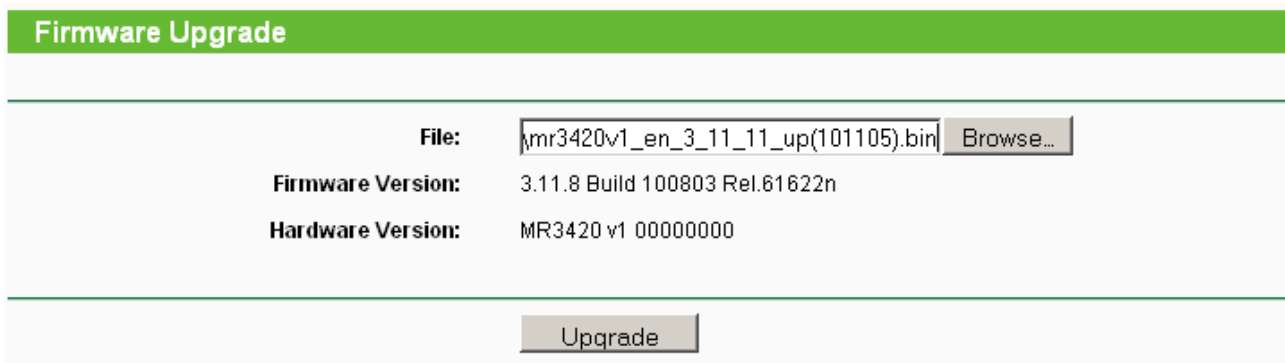 Firmware Upgrade
File: \mr3420v1_en_3_11_11_up(101105).bin Browse...
Firmware Version: 3.11.8 Build 100803 Rel.61622n
Hardware Version: MR3420 v1 00000000
Upgrade